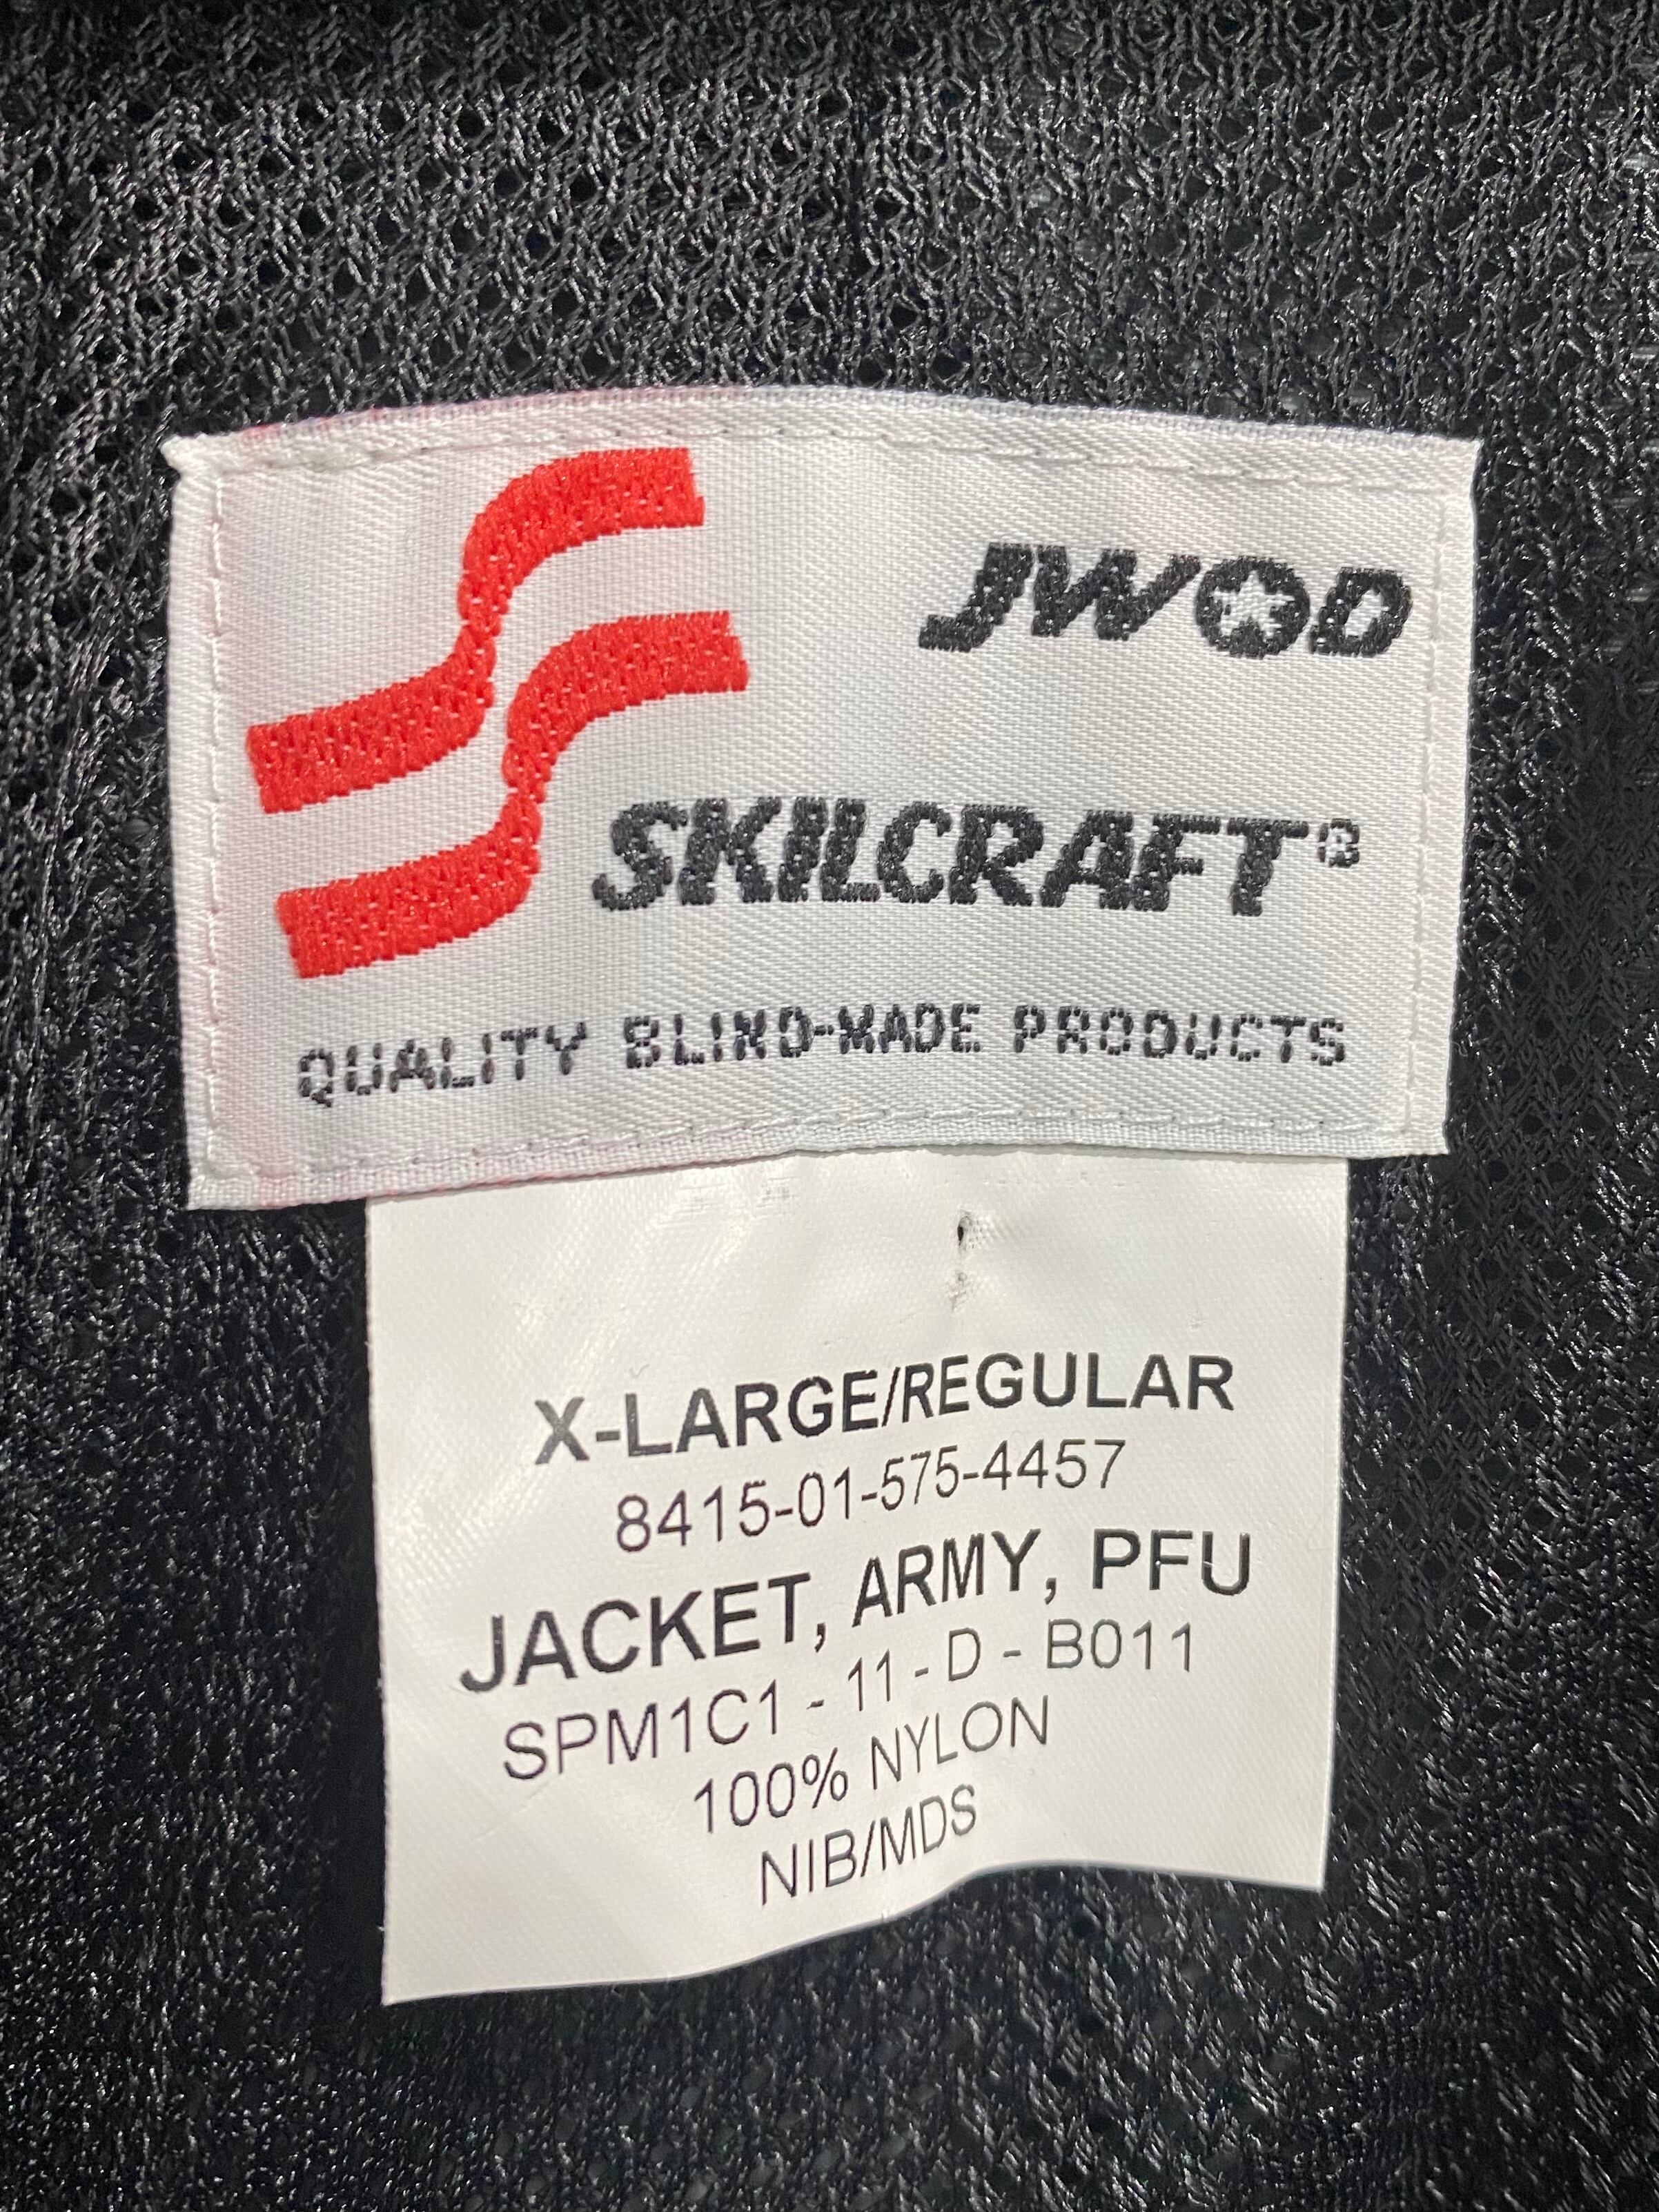 JWOD
SKILCRAFT®
QUALITY BLIND-MADE PRODUCTS
X-LARGE/REGULAR
8415-01-575-4457
JACKET, ARMY, PFU
SPM1C1 - 11 - D - B011
100% NYLON
NIB/MDS